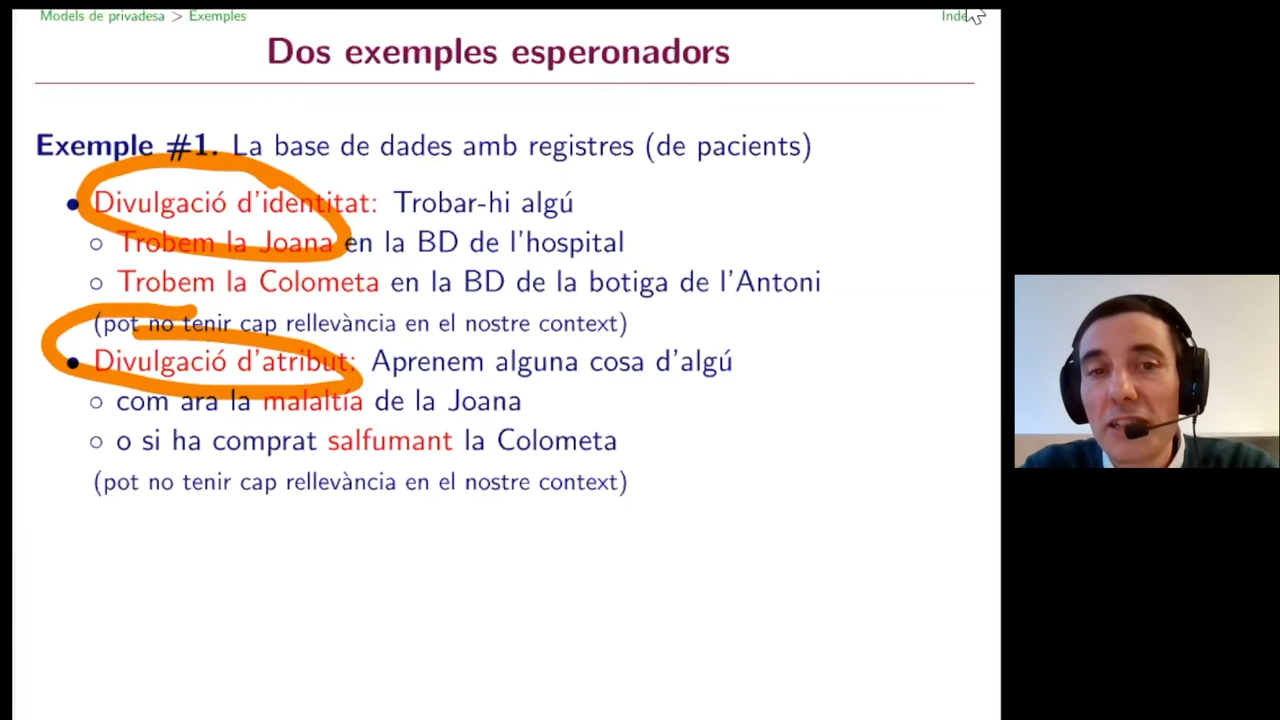 Models de privadesa > Exemples
Inde
Dos exemples esperonadors
Exemple #1. La base de dades amb registres (de pacients)
• Divulgació d'identitat: Trobar-hi algú
○ Trobem la Joana en la BD de l'hospital
○ Trobem la Colometa en la BD de la botiga de l'Antoni
(pot no tenir cap rellevància en el nostre context)
• Divulgació d'atribut: Aprenem alguna cosa d'algú
○ com ara la malaltía de la Joana
○ o si ha comprat salfumant la Colometa
(pot no tenir cap rellevància en el nostre context)